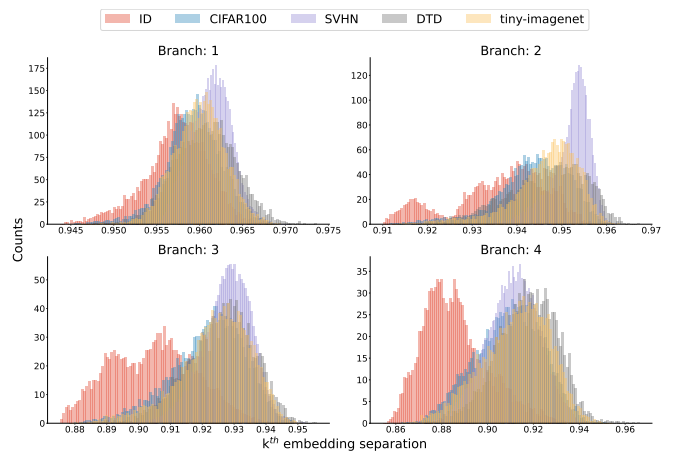 ID CIFAR100 SVHN DTD tiny-imagenet
Branch: 1
175
150
125
100
75
50
25
0
0.945 0.950 0.955 0.960 0.965 0.970 0.975
Branch: 2
120
100
80
60
40
20
0
0.91 0.92 0.93 0.94 0.95 0.96 0.97
Counts
Branch: 3
50
40
30
20
10
0
0.88 0.89 0.90 0.91 0.92 0.93 0.94 0.95
Branch: 4
35
30
25
20
15
10
5
0
0.86 0.88 0.90 0.92 0.94 0.96
k^th embedding separation